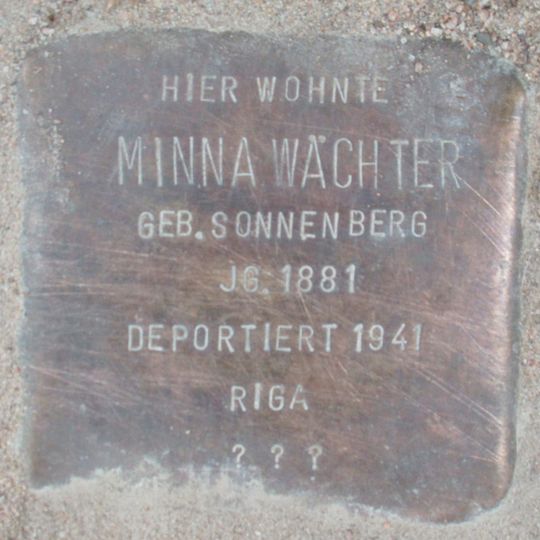 HIER WOHNTE
MINNA WÄCHTER
GEB. SONNENBERG
JG. 1881
DEPORTIERT 1941
RIGA
? ? ?